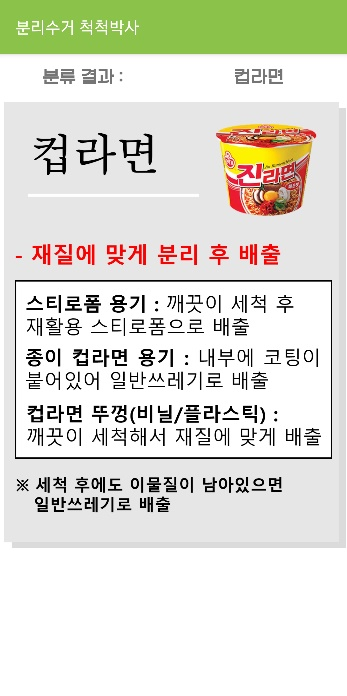 분리수거 척척박사
분류 결과 : 컵라면
컵라면
오뚜기
진라면
- 재질에 맞게 분리 후 배출
스티로폼 용기 : 깨끗이 세척 후
재활용 스티로폼으로 배출
종이 컵라면 용기 : 내부에 코팅이
붙어있어 일반쓰레기로 배출
컵라면 뚜껑(비닐/플라스틱) :
깨끗이 세척해서 재질에 맞게 배출
※ 세척 후에도 이물질이 남아있으면
일반쓰레기로 배출